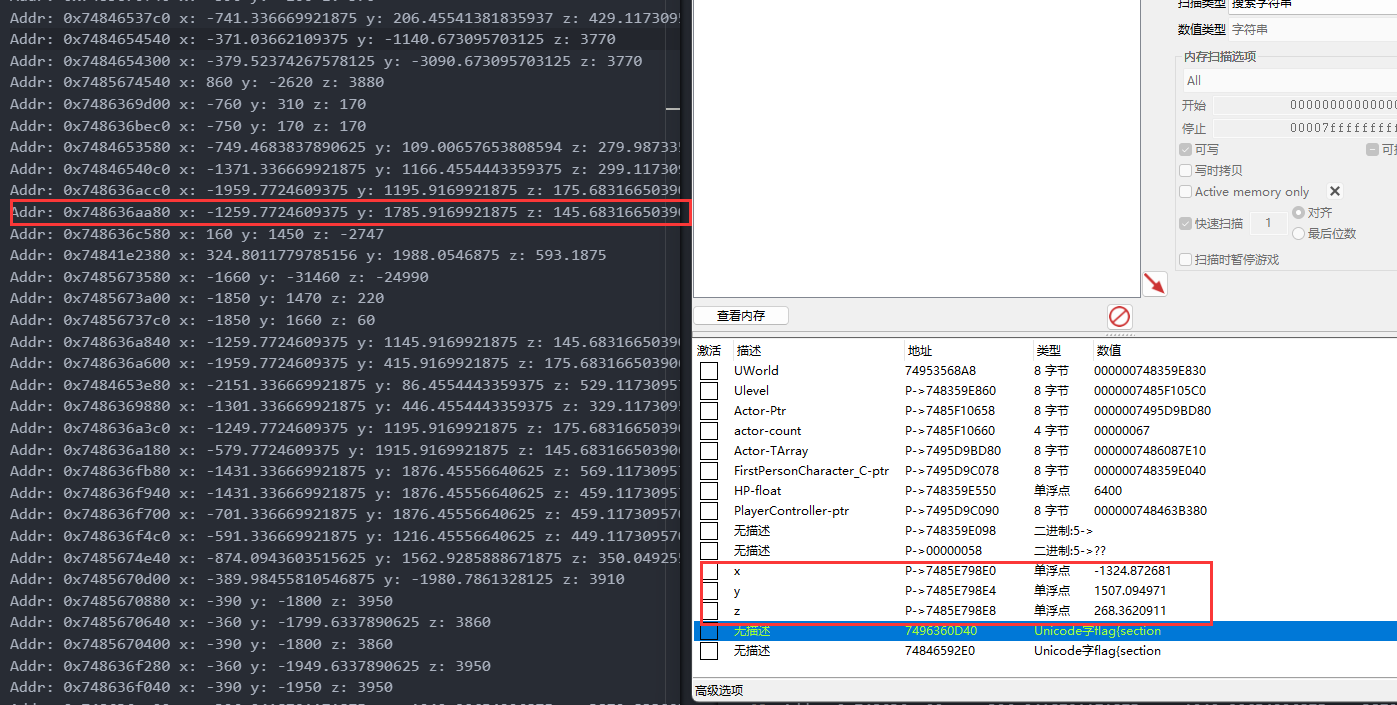 Addr: 0x74846537c0 x: -741.336669921875 y: 206.45541381835937 z: 429.1173095
Addr: 0x7484654540 x: -371.03662109375 y: -1140.673095703125 z: 3770
Addr: 0x7484654300 x: -379.52374267578125 y: -3090.673095703125 z: 3770
Addr: 0x7485674540 x: 860 y: -2620 z: 3880
Addr: 0x7486369d00 x: -760 y: 310 z: 170
Addr: 0x748636bec0 x: -750 y: 170 z: 170
Addr: 0x7484653580 x: -749.4683837890625 y: 109.00657653808594 z: 279.98733
Addr: 0x74846540c0 x: -1371.336669921875 y: 1166.4554443359375 z: 299.11730
Addr: 0x748636acc0 x: -1959.7724609375 y: 1195.9169921875 z: 175.6831665039
Addr: 0x748636aa80 x: -1259.7724609375 y: 1785.9169921875 z: 145.6831665039
Addr: 0x748636c580 x: 160 y: 1450 z: -2747
Addr: 0x74841e2380 x: 324.8011779785156 y: 1988.0546875 z: 593.1875
Addr: 0x7485673580 x: -1660 y: -31460 z: -24990
Addr: 0x7485673a00 x: -1850 y: 1470 z: 220
Addr: 0x74856737c0 x: -1850 y: 1660 z: 60
Addr: 0x748636a840 x: -1259.7724609375 y: 1145.9169921875 z: 145.6831665039
Addr: 0x748636a600 x: -1959.7724609375 y: 415.9169921875 z: 175.6831665039
Addr: 0x7484653e80 x: -2151.336669921875 y: 86.4554443359375 z: 529.1173095
Addr: 0x7486369880 x: -1301.336669921875 y: 446.4554443359375 z: 329.117309
Addr: 0x748636a3c0 x: -1249.7724609375 y: 1195.9169921875 z: 175.6831665039
Addr: 0x748636a180 x: -579.7724609375 y: 1915.9169921875 z: 145.6831665039
Addr: 0x748636fb80 x: -1431.336669921875 y: 1876.45556640625 z: 569.1173095
Addr: 0x748636f940 x: -1431.336669921875 y: 1876.45556640625 z: 459.1173095
Addr: 0x748636f700 x: -701.336669921875 y: 1876.45556640625 z: 459.11730957
Addr: 0x748636f4c0 x: -591.336669921875 y: 1216.45556640625 z: 449.11730957
Addr: 0x7485674e40 x: -874.0943603515625 y: 1562.9285888671875 z: 350.04925
Addr: 0x7485670d00 x: -389.98455810546875 y: -1980.7861328125 z: 3910
Addr: 0x7485670880 x: -390 y: -1800 z: 3950
Addr: 0x7485670640 x: -360 y: -1799.6337890625 z: 3860
Addr: 0x7485670400 x: -390 y: -1800 z: 3860
Addr: 0x748636f280 x: -360 y: -1949.6337890625 z: 3950
Addr: 0x748636f040 x: -390 y: -1950 z: 3950
扫描类型 搜索字符串
数值类型 字符串
内存扫描选项
All
开始 0000000000000
停止 00007fffffffff
可写 可执
写时拷贝
Active memory only
快速扫描 1 对齐
最后位数
扫描时暂停游戏
查看内存
激活 描述 地址 类型 数值
UWorld 74953568A8 8 字节 000000748359E830
Ulevel P->748359E860 8 字节 0000007485F105C0
Actor-Ptr P->7485F10658 8 字节 0000007495D9BD80
actor-count P->7485F10660 4 字节 00000067
Actor-TArray P->7495D9BD80 8 字节 0000007486087E10
FirstPersonCharacter_C-ptr P->7495D9C078 8 字节 000000748359E040
HP-float P->748359E550 单浮点 6400
PlayerController-ptr P->7495D9C090 8 字节 000000748463B380
无描述 P->748359E098 二进制:5->
无描述 P->00000058 二进制:5->??
x P->7485E798E0 单浮点 -1324.872681
y P->7485E798E4 单浮点 1507.094971
z P->7485E798E8 单浮点 268.3620911
无描述 7496360D40 Unicode字flag{section
无描述 74846592E0 Unicode字flag{section
高级选项